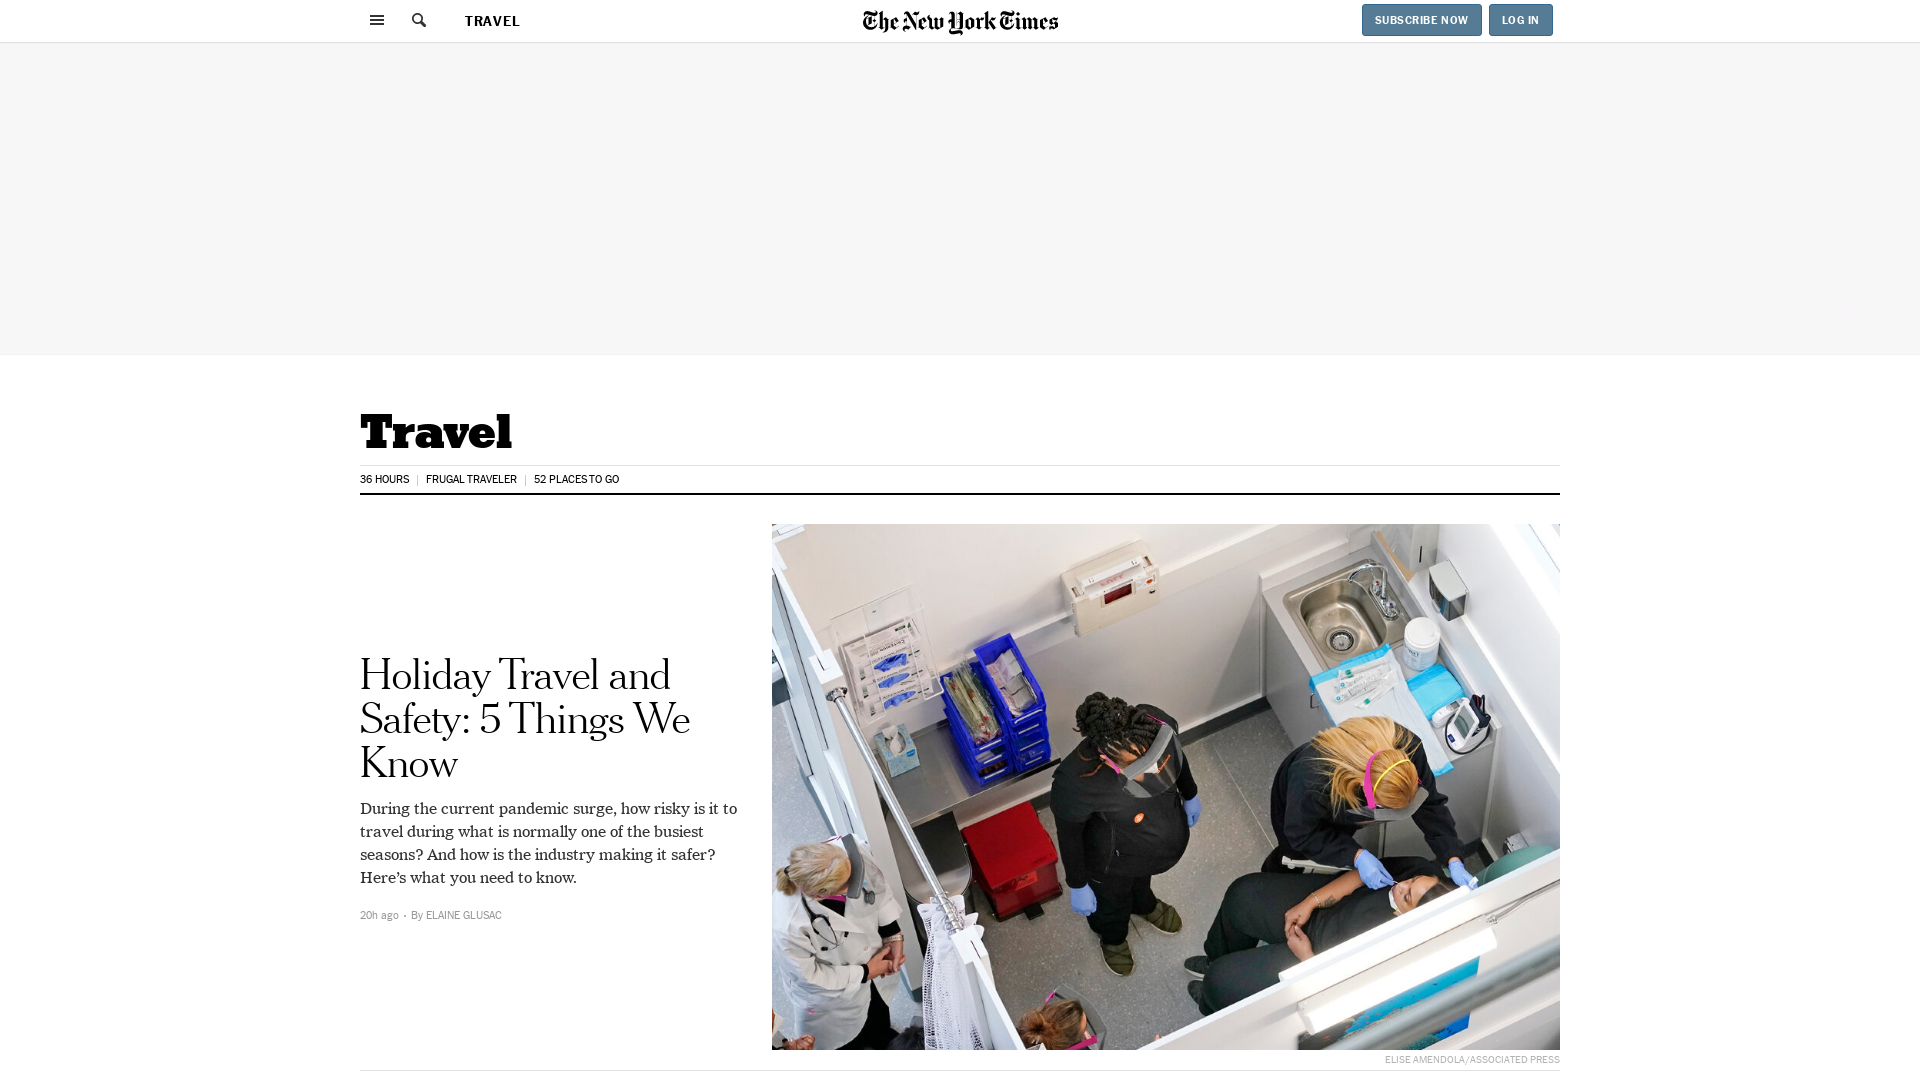 TRAVEL
The New York Times
SUBSCRIBE NOW
LOG IN
Travel
36 HOURS
FRUGAL TRAVELER
52 PLACES TO GO
Holiday Travel and
Safety: 5 Things We
Know
During the current pandemic surge, how risky is it to
travel during what is normally one of the busiest
seasons? And how is the industry making it safer?
Here’s what you need to know.
20h ago · By ELAINE GLUSAC
ELISE AMENDOLA/ASSOCIATED PRESS